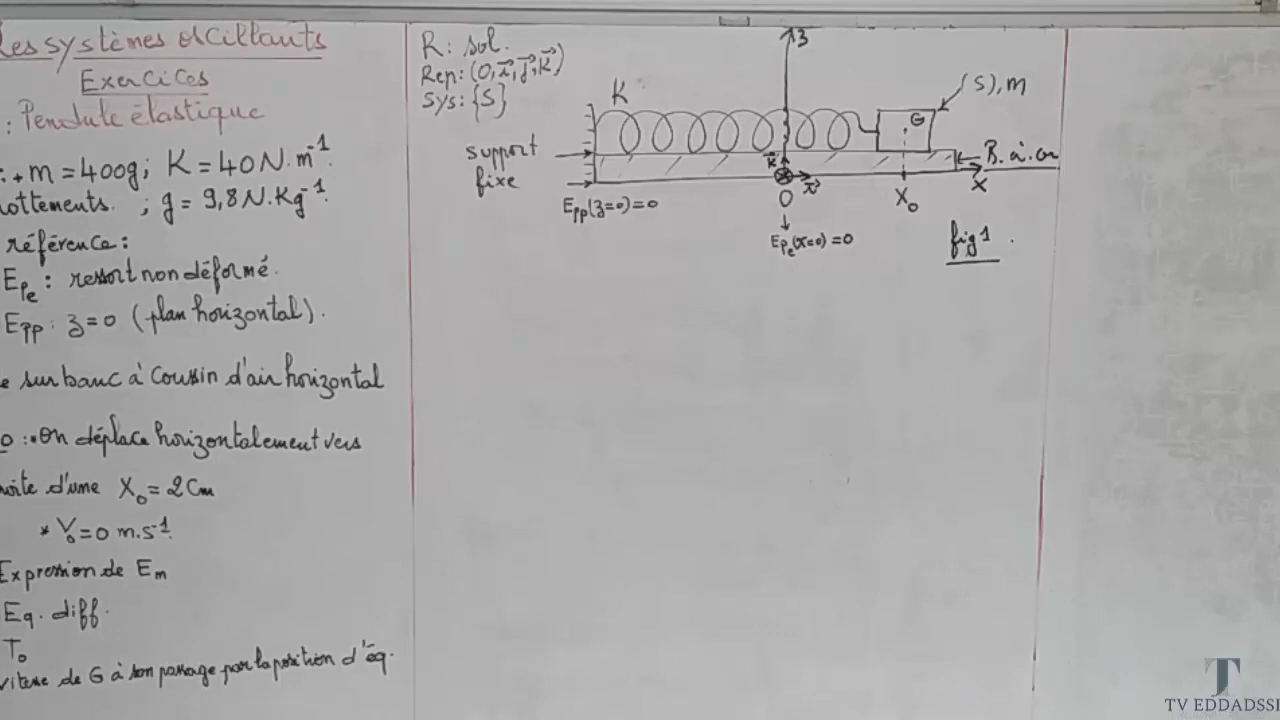 Les systèmes oscillants
Exercices
: Pendule élastique
: + m = 400g ; K = 40 N.m⁻¹
rottements. ; g = 9,8 N.Kg⁻¹
référence :
Epe : ressort non déformé.
Epp : z=0 (plan horizontal).
e sur banc à coussin d'air horizontal
o : • On déplace horizontalement vers
roite d'une X₀ = 2 Cm
* V₀ = 0 m.s⁻¹.
Expression de Em
Eq. diff.
T₀
vitesse de G à son passage par la position d'éq.
R : sol.
Rep : (O, i, j, k)
Sys : {S}
z
K
(S), m
G
support
fixe
B. à. c
k
i
O
X₀
x
Epp(z=0) = 0
Epe(x=0) = 0
fig 1.
TJ
TV EDDADSSI